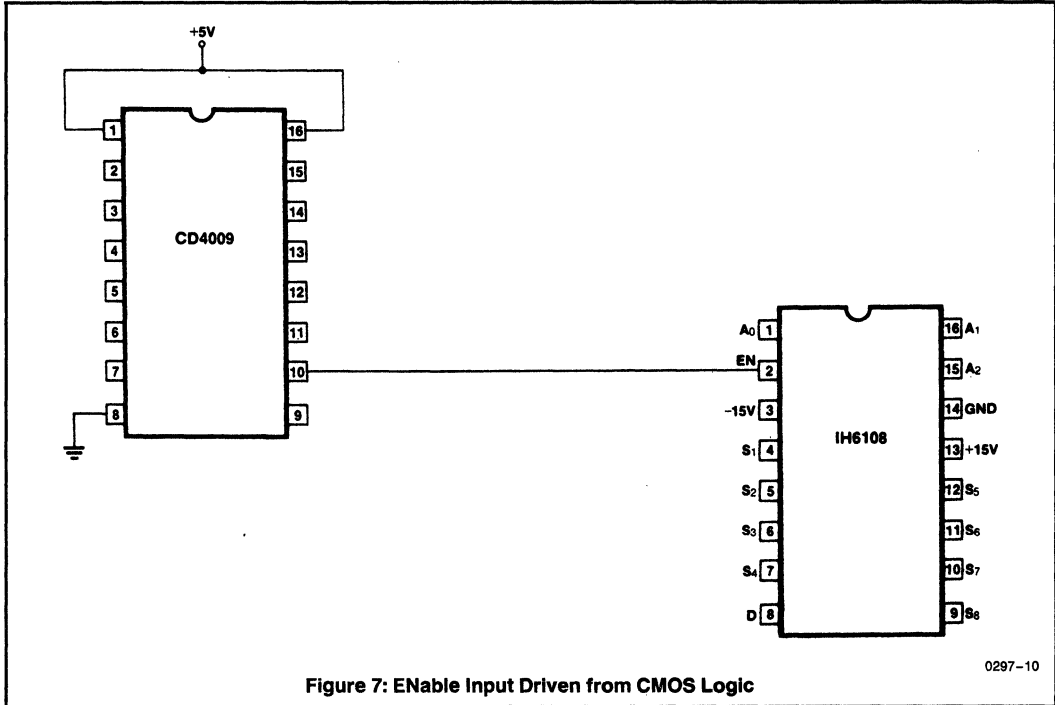 +5V
1 16
2 15
3 14
CD4009
4 13
5 12
6 11
7 10
8 9
A0 1 16 A1
EN 2 15 A2
-15V 3 14 GND
IH6108
S1 4 13 +15V
S2 5 12 S5
S3 6 11 S6
S4 7 10 S7
D 8 9 S8
0297-10
Figure 7: ENable Input Driven from CMOS Logic